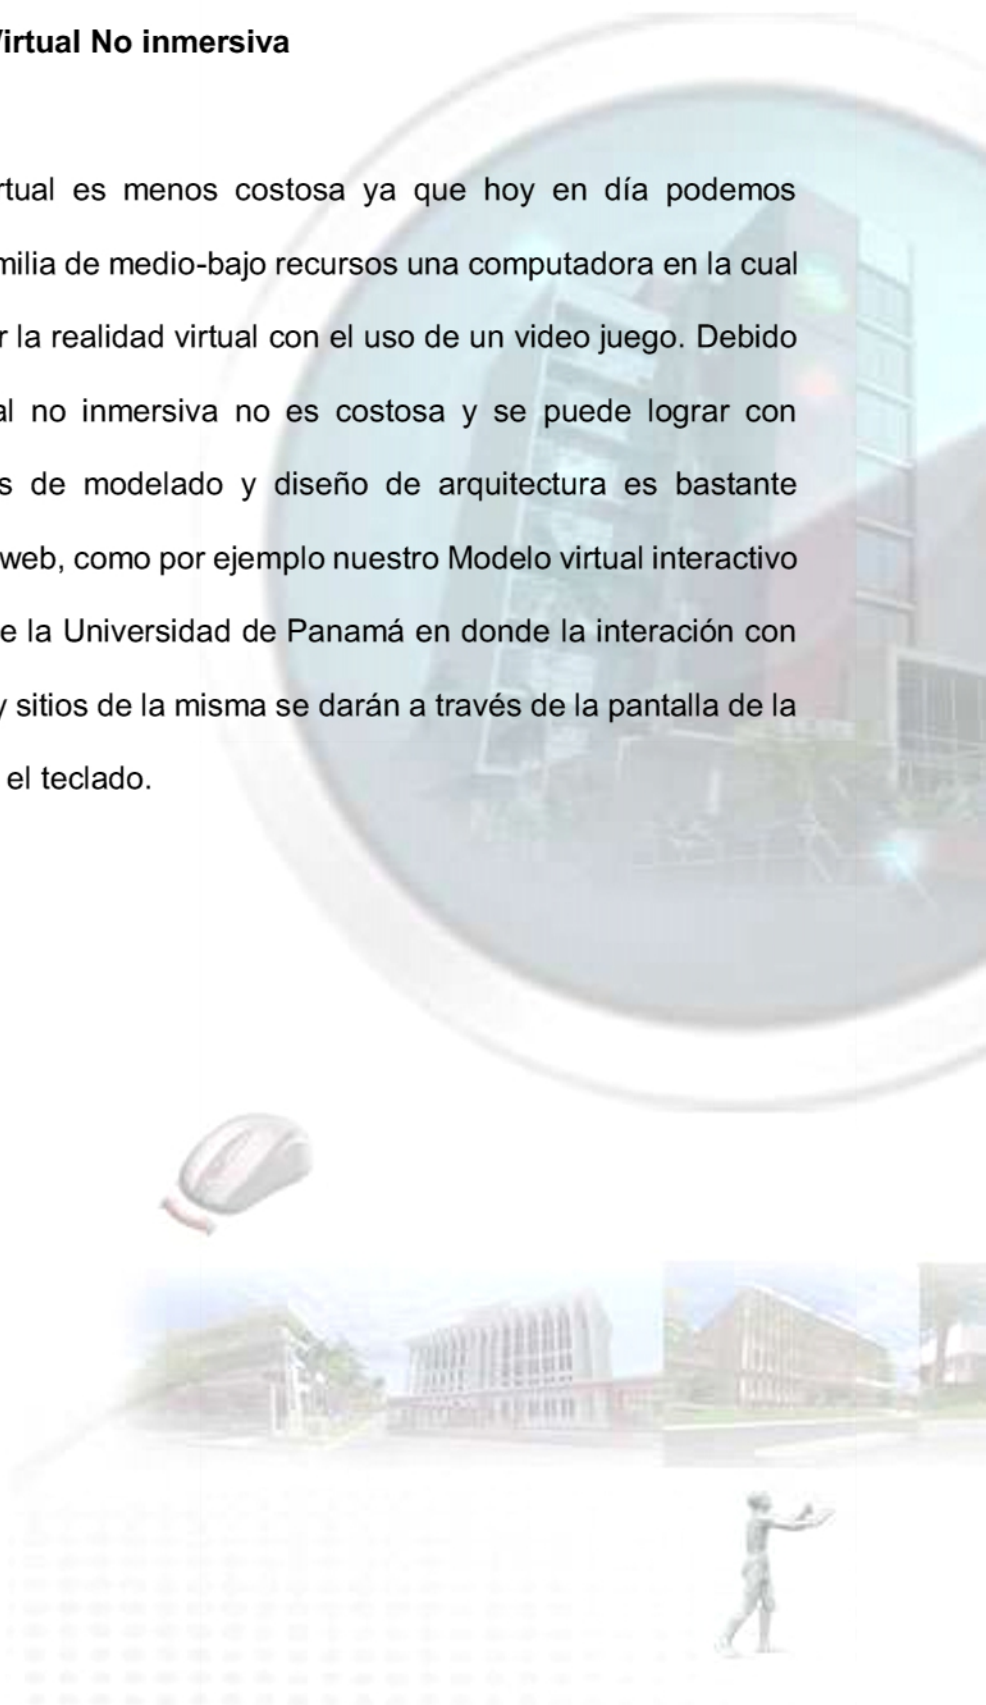 Virtual No inmersiva
rtual es menos costosa ya que hoy en día podemos
milia de medio-bajo recursos una computadora en la cual
r la realidad virtual con el uso de un video juego. Debido
al no inmersiva no es costosa y se puede lograr con
s de modelado y diseño de arquitectura es bastante
web, como por ejemplo nuestro Modelo virtual interactivo
e la Universidad de Panamá en donde la interación con
y sitios de la misma se darán a través de la pantalla de la
el teclado.